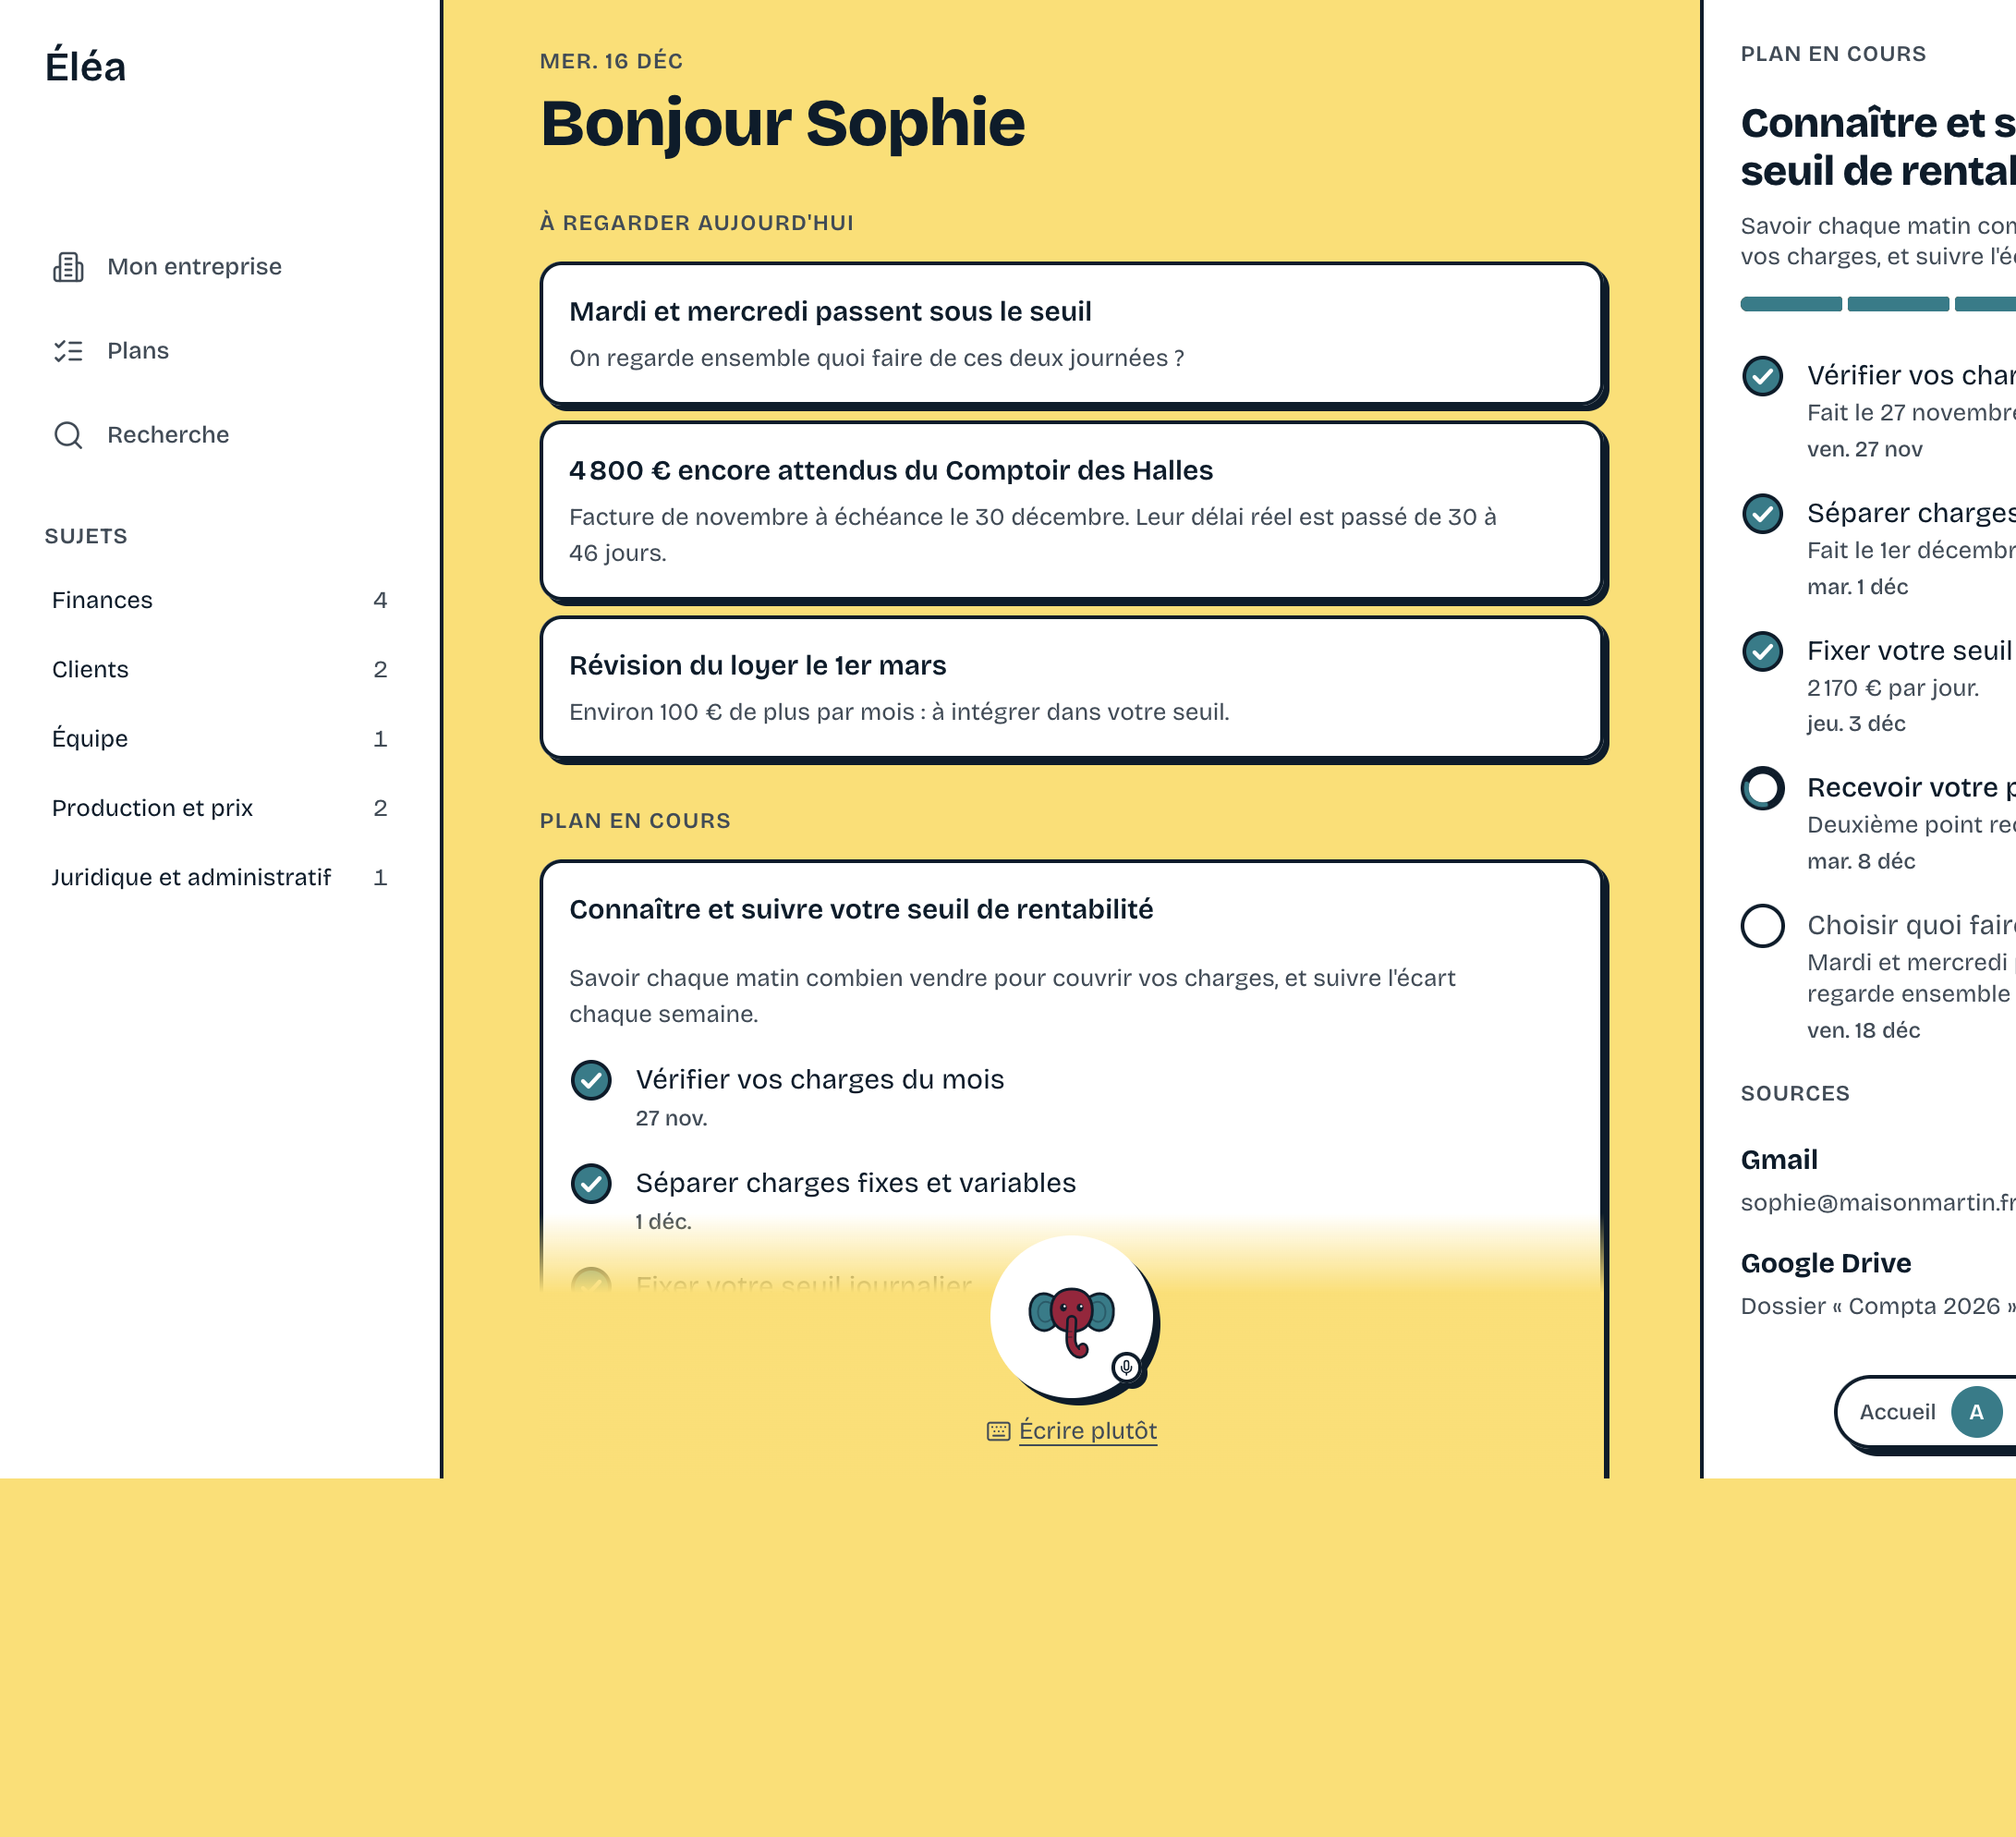 Éléa
Mon entreprise
Plans
Recherche
SUJETS
Finances 4
Clients 2
Équipe 1
Production et prix 2
Juridique et administratif 1
MER. 16 DÉC
Bonjour Sophie
À REGARDER AUJOURD'HUI
Mardi et mercredi passent sous le seuil
On regarde ensemble quoi faire de ces deux journées ?
4 800 € encore attendus du Comptoir des Halles
Facture de novembre à échéance le 30 décembre. Leur délai réel est passé de 30 à
46 jours.
Révision du loyer le 1er mars
Environ 100 € de plus par mois : à intégrer dans votre seuil.
PLAN EN COURS
Connaître et suivre votre seuil de rentabilité
Savoir chaque matin combien vendre pour couvrir vos charges, et suivre l'écart
chaque semaine.
Vérifier vos charges du mois
27 nov.
Séparer charges fixes et variables
1 déc.
Fixer votre seuil journalier
Écrire plutôt
PLAN EN COURS
Connaître et s
seuil de rental
Savoir chaque matin con
vos charges, et suivre l'é
Vérifier vos char
Fait le 27 novembre
ven. 27 nov
Séparer charges
Fait le 1er décembr
mar. 1 déc
Fixer votre seuil
2 170 € par jour.
jeu. 3 déc
Recevoir votre p
Deuxième point re
mar. 8 déc
Choisir quoi fair
Mardi et mercredi
regarde ensemble
ven. 18 déc
SOURCES
Gmail
sophie@maisonmartin.fr
Google Drive
Dossier « Compta 2026 »
Accueil A